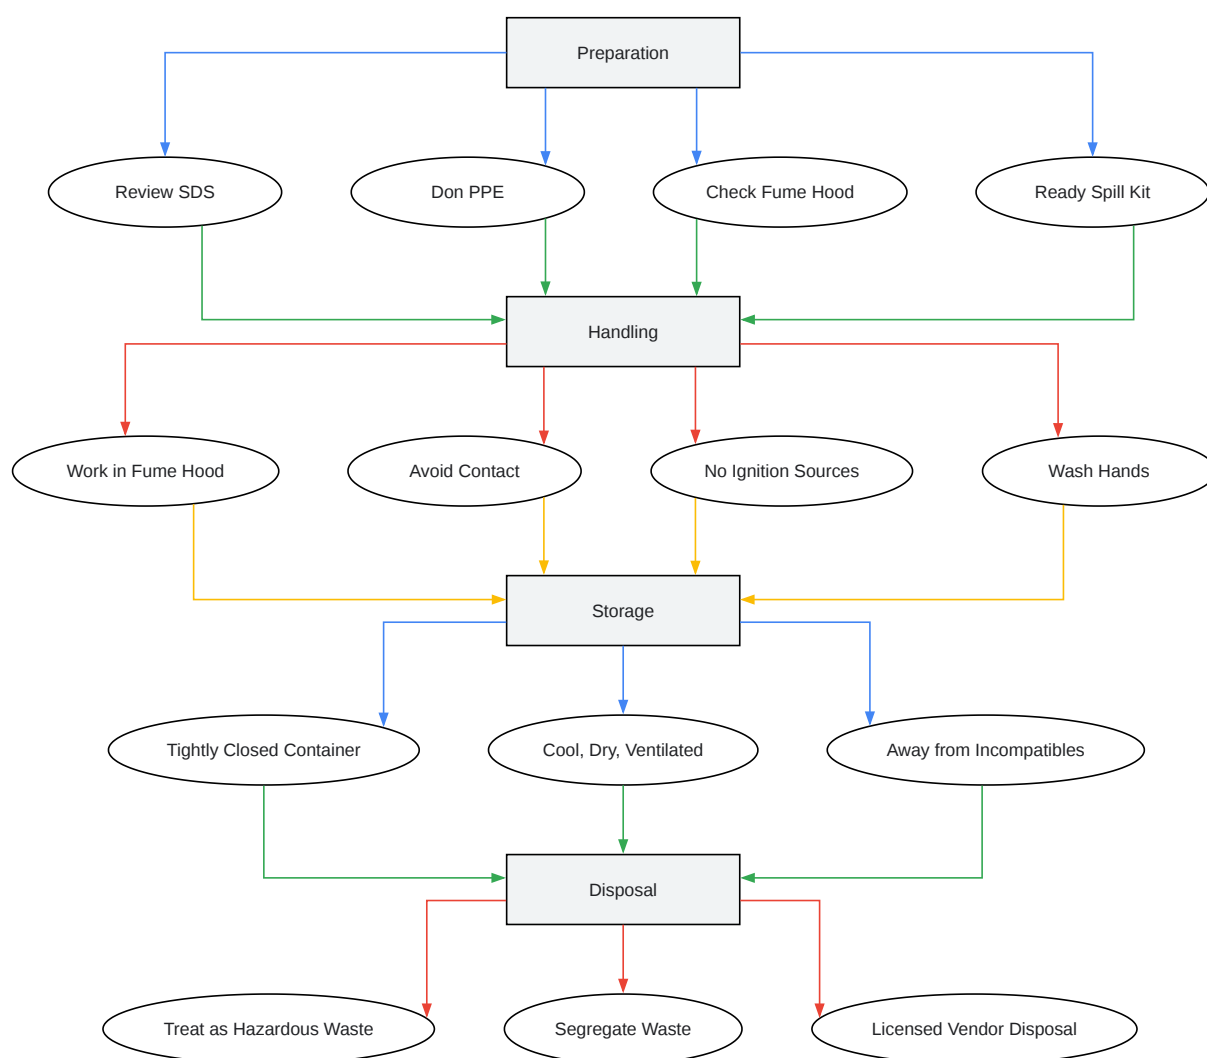 Preparation
Review SDS
Don PPE
Check Fume Hood
Ready Spill Kit
Handling
Work in Fume Hood
Avoid Contact
No Ignition Sources
Wash Hands
Storage
Tightly Closed Container
Cool, Dry, Ventilated
Away from Incompatibles
Disposal
Treat as Hazardous Waste
Segregate Waste
Licensed Vendor Disposal